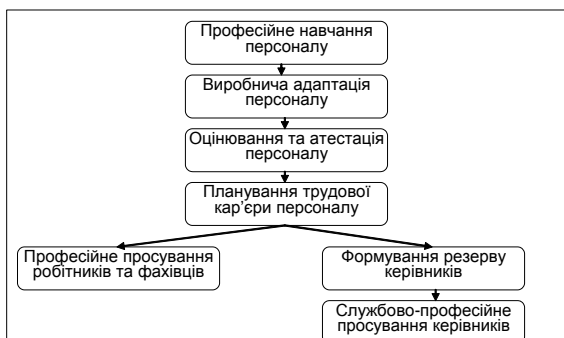 Професійне навчання
персоналу
Виробнича адаптація
персоналу
Оцінювання та атестація
персоналу
Планування трудової
кар’єри персоналу
Професійне просування
робітників та фахівців
Формування резерву
керівників
Службово-професійне
просування керівників